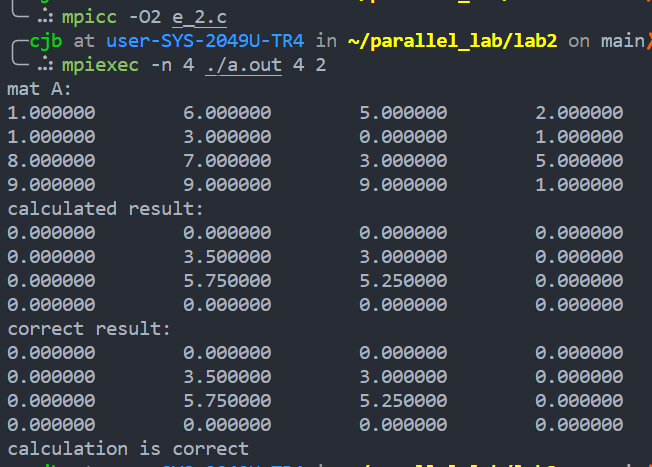 mpicc -O2 e_2.c
cjb at user-SYS-2049U-TR4 in ~/parallel_lab/lab2 on main
mpiexec -n 4 ./a.out 4 2
mat A:
1.000000 6.000000 5.000000 2.000000
1.000000 3.000000 0.000000 1.000000
8.000000 7.000000 3.000000 5.000000
9.000000 9.000000 9.000000 1.000000
calculated result:
0.000000 0.000000 0.000000 0.000000
0.000000 3.500000 3.000000 0.000000
0.000000 5.750000 5.250000 0.000000
0.000000 0.000000 0.000000 0.000000
correct result:
0.000000 0.000000 0.000000 0.000000
0.000000 3.500000 3.000000 0.000000
0.000000 5.750000 5.250000 0.000000
0.000000 0.000000 0.000000 0.000000
calculation is correct